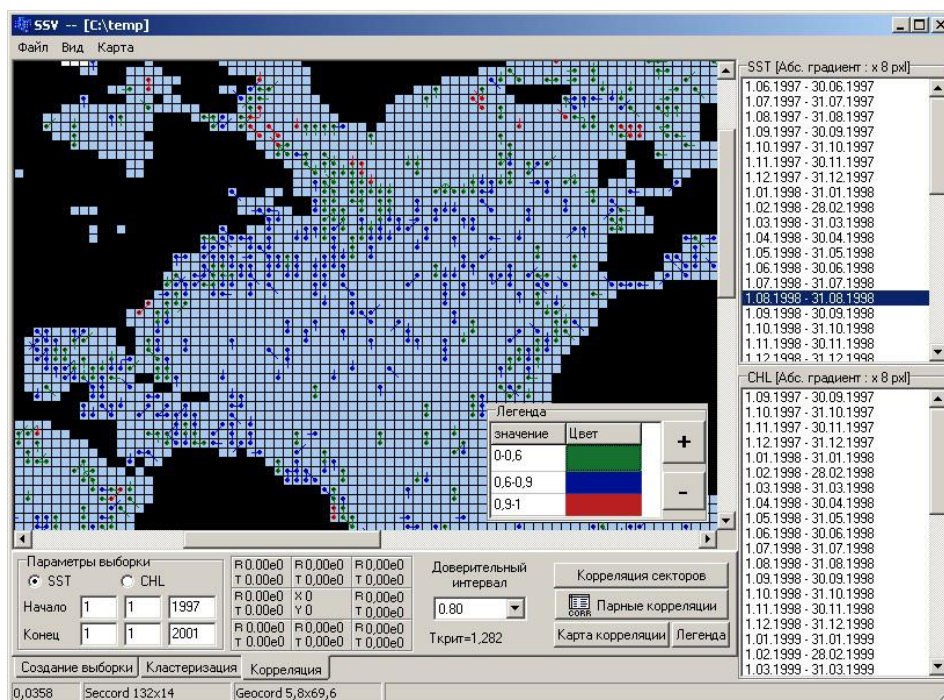 SSV -- [C:\temp]
Файл Вид Карта
SST [Абс. градиент : x 8 pxl]
1.06.1997 - 30.06.1997
1.07.1997 - 31.07.1997
1.08.1997 - 31.08.1997
1.09.1997 - 30.09.1997
1.10.1997 - 31.10.1997
1.11.1997 - 30.11.1997
1.12.1997 - 31.12.1997
1.01.1998 - 31.01.1998
1.02.1998 - 28.02.1998
1.03.1998 - 31.03.1998
1.04.1998 - 30.04.1998
1.05.1998 - 31.05.1998
1.06.1998 - 30.06.1998
1.07.1998 - 31.07.1998
1.08.1998 - 31.08.1998
1.09.1998 - 30.09.1998
1.10.1998 - 31.10.1998
1.11.1998 - 30.11.1998
1.12.1998 - 31.12.1998
CHL [Абс. градиент : x 8 pxl]
1.09.1997 - 30.09.1997
1.10.1997 - 31.10.1997
1.11.1997 - 30.11.1997
1.12.1997 - 31.12.1997
1.01.1998 - 31.01.1998
1.02.1998 - 28.02.1998
1.03.1998 - 31.03.1998
1.04.1998 - 30.04.1998
1.05.1998 - 31.05.1998
1.06.1998 - 30.06.1998
1.07.1998 - 31.07.1998
1.08.1998 - 31.08.1998
1.09.1998 - 30.09.1998
1.10.1998 - 31.10.1998
1.11.1998 - 30.11.1998
1.12.1998 - 31.12.1998
1.01.1999 - 31.01.1999
1.02.1999 - 28.02.1999
1.03.1999 - 31.03.1999
Легенда
значение Цвет
0-0,6
0,6-0,9
0,9-1
+
-
Параметры выборки
SST CHL
Начало 1 1 1997
Конец 1 1 2001
R 0,00e0 R 0,00e0 R 0,00e0
T 0,00e0 T 0,00e0 T 0,00e0
R 0,00e0 X 0 R 0,00e0
T 0,00e0 Y 0 T 0,00e0
R 0,00e0 R 0,00e0 R 0,00e0
T 0,00e0 T 0,00e0 T 0,00e0
Доверительный
интервал
0.80
Tкрит=1,282
Корреляция секторов
CORR Парные корреляции
Карта корреляции Легенда
Создание выборки Кластеризация Корреляция
0,0358 Seccord 132x14 Geocord 5,8x69,6